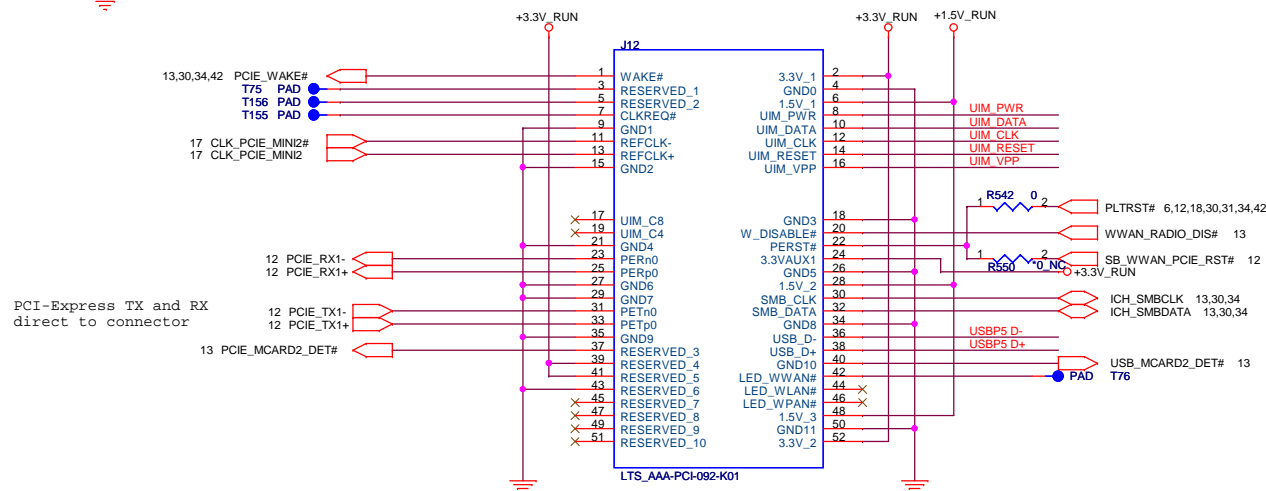 +3.3V_RUN +3.3V_RUN +1.5V_RUN
J12
13,30,34,42 PCIE_WAKE# 1 WAKE# 3.3V_1 2
T75 PAD 3 RESERVED_1 GND0 4
T156 PAD 5 RESERVED_2 1.5V_1 6
T155 PAD 7 CLKREQ# UIM_PWR 8 UIM_PWR
9 GND1 UIM_DATA 10 UIM_DATA
17 CLK_PCIE_MINI2# 11 REFCLK- UIM_CLK 12 UIM_CLK
17 CLK_PCIE_MINI2 13 REFCLK+ UIM_RESET 14 UIM_RESET
15 GND2 UIM_VPP 16 UIM_VPP
R542 0
1 2 PLTRST# 6,12,18,30,31,34,42
17 UIM_C8 GND3 18
19 UIM_C4 W_DISABLE# 20 WWAN_RADIO_DIS# 13
21 GND4 PERST# 22
12 PCIE_RX1- 23 PERn0 3.3VAUX1 24 1 2 SB_WWAN_PCIE_RST# 12
R550 *0_NC
12 PCIE_RX1+ 25 PERp0 GND5 26 +3.3V_RUN
27 GND6 1.5V_2 28
29 GND7 SMB_CLK 30 ICH_SMBCLK 13,30,34
PCI-Express TX and RX
direct to connector
12 PCIE_TX1- 31 PETn0 SMB_DATA 32 ICH_SMBDATA 13,30,34
12 PCIE_TX1+ 33 PETp0 GND8 34
35 GND9 USB_D- 36 USBP5 D-
13 PCIE_MCARD2_DET# 37 RESERVED_3 USB_D+ 38 USBP5 D+
39 RESERVED_4 GND10 40 USB_MCARD2_DET# 13
41 RESERVED_5 LED_WWAN# 42 PAD T76
43 RESERVED_6 LED_WLAN# 44
45 RESERVED_7 LED_WPAN# 46
47 RESERVED_8 1.5V_3 48
49 RESERVED_9 GND11 50
51 RESERVED_10 3.3V_2 52
LTS_AAA-PCI-092-K01